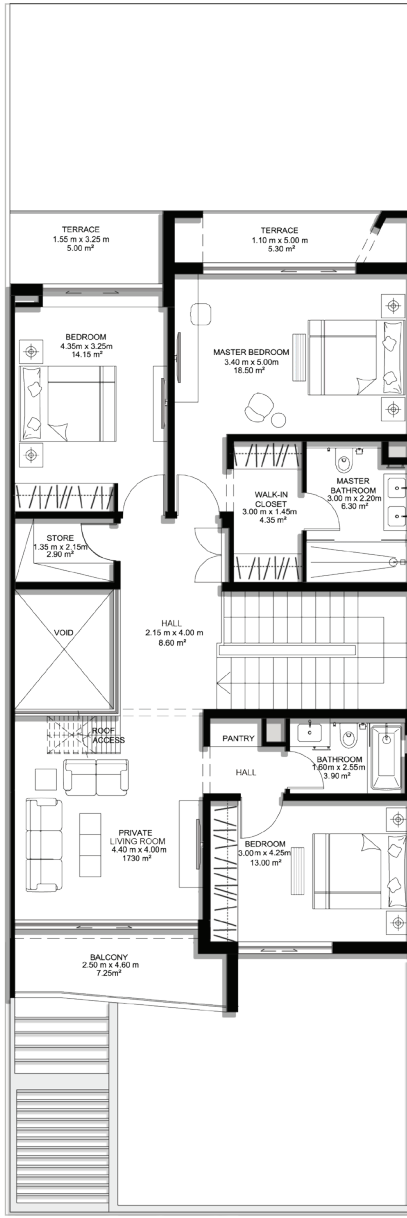 TERRACE
1.55 m x 3.25 m
5.00 m²
TERRACE
1.10 m x 5.00 m
5.30 m²
BEDROOM
4.35m x 3.25m
14.15 m²
MASTER BEDROOM
3.40 m x 5.00m
18.50 m²
WALK-IN
CLOSET
3.00 m x 1.45m
4.35 m²
MASTER
BATHROOM
3.00 m x 2.20m
6.30 m²
STORE
1.35 m x 2.15m
2.90 m²
VOID
HALL
2.15 m x 4.00 m
8.60 m²
ROOF
ACCESS
PANTRY
HALL
BATHROOM
1.60m x 2.55m
3.90 m²
PRIVATE
LIVING ROOM
4.40 m x 4.00m
1730 m²
BEDROOM
3.00m x 4.25m
13.00 m²
BALCONY
2.50 m x 4.60 m
7.25m²